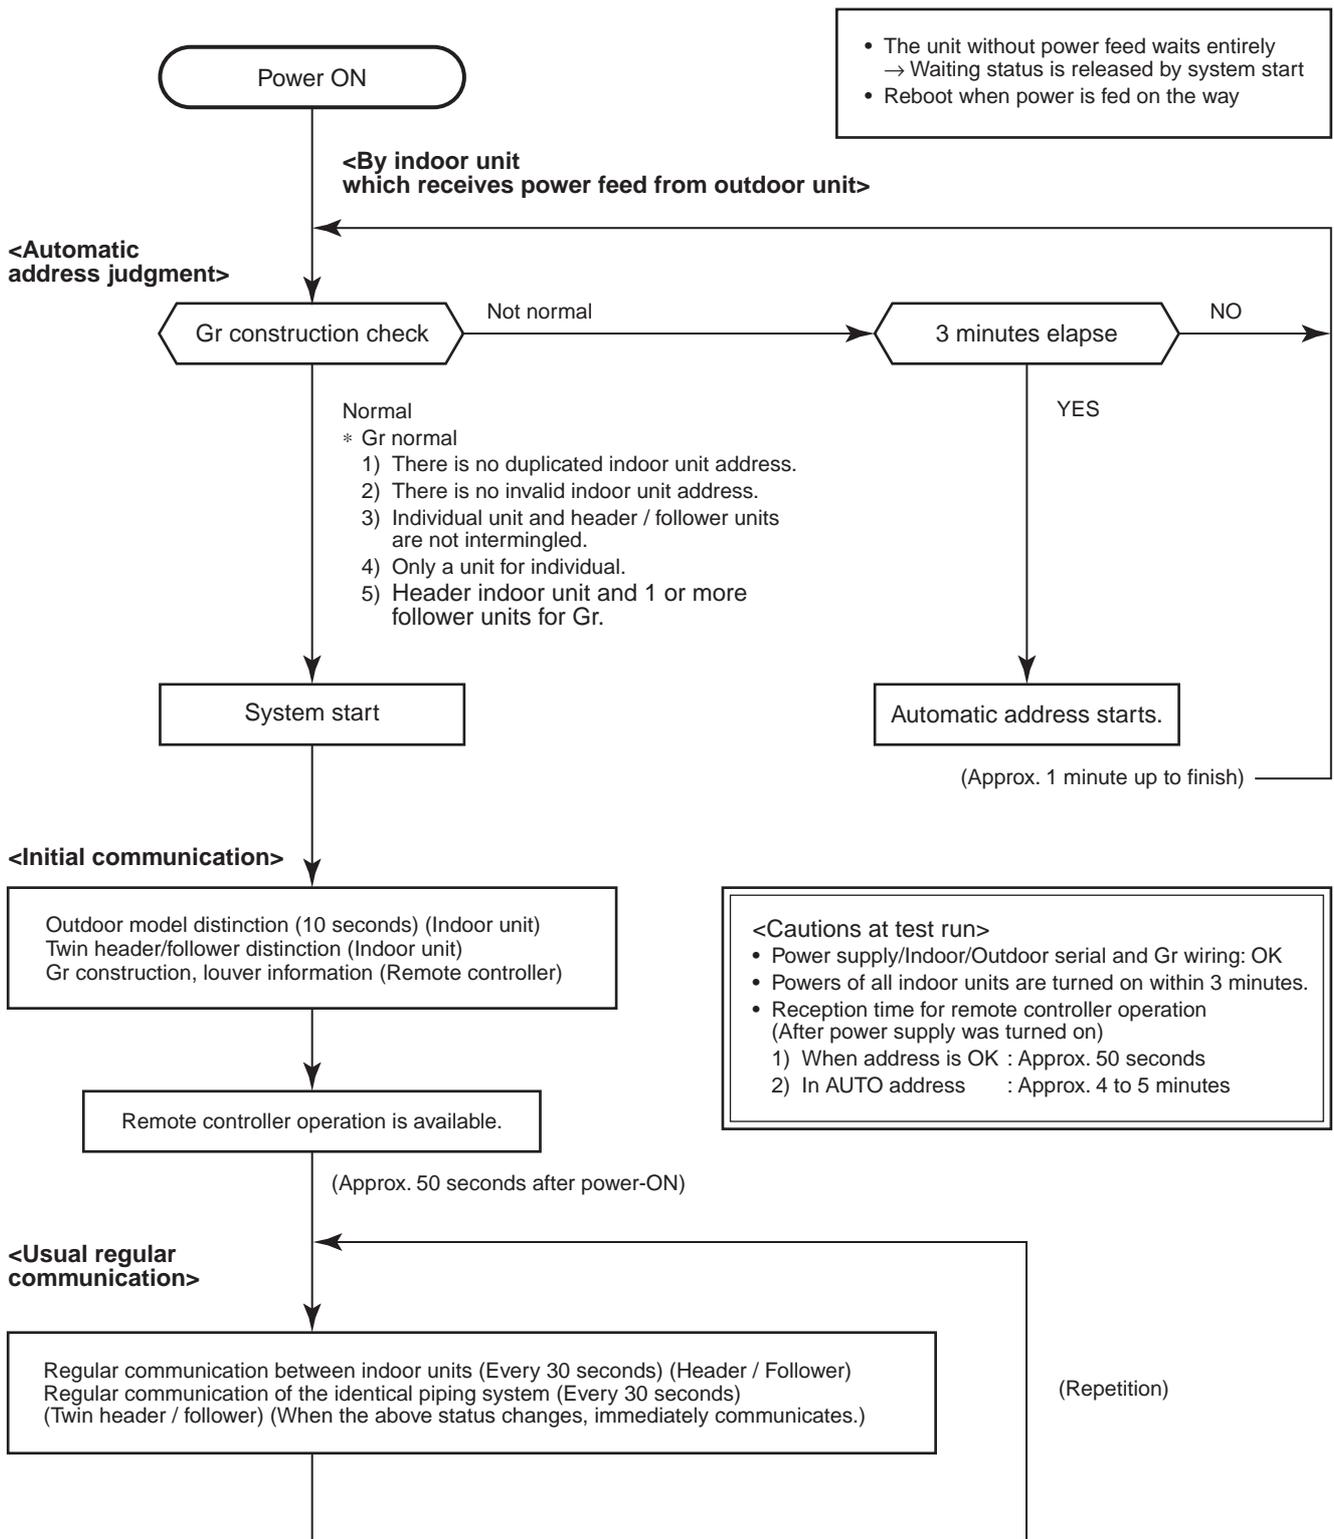 Power ON
• The unit without power feed waits entirely
→ Waiting status is released by system start
• Reboot when power is fed on the way
<By indoor unit
which receives power feed from outdoor unit>
<Automatic
address judgment>
Gr construction check
Not normal
3 minutes elapse
NO
Normal
* Gr normal
1) There is no duplicated indoor unit address.
2) There is no invalid indoor unit address.
3) Individual unit and header / follower units
are not intermingled.
4) Only a unit for individual.
5) Header indoor unit and 1 or more
follower units for Gr.
YES
System start
Automatic address starts.
(Approx. 1 minute up to finish)
<Initial communication>
Outdoor model distinction (10 seconds) (Indoor unit)
Twin header/follower distinction (Indoor unit)
Gr construction, louver information (Remote controller)
<Cautions at test run>
• Power supply/Indoor/Outdoor serial and Gr wiring: OK
• Powers of all indoor units are turned on within 3 minutes.
• Reception time for remote controller operation
(After power supply was turned on)
1) When address is OK : Approx. 50 seconds
2) In AUTO address : Approx. 4 to 5 minutes
Remote controller operation is available.
(Approx. 50 seconds after power-ON)
<Usual regular
communication>
Regular communication between indoor units (Every 30 seconds) (Header / Follower)
Regular communication of the identical piping system (Every 30 seconds)
(Twin header / follower) (When the above status changes, immediately communicates.)
(Repetition)